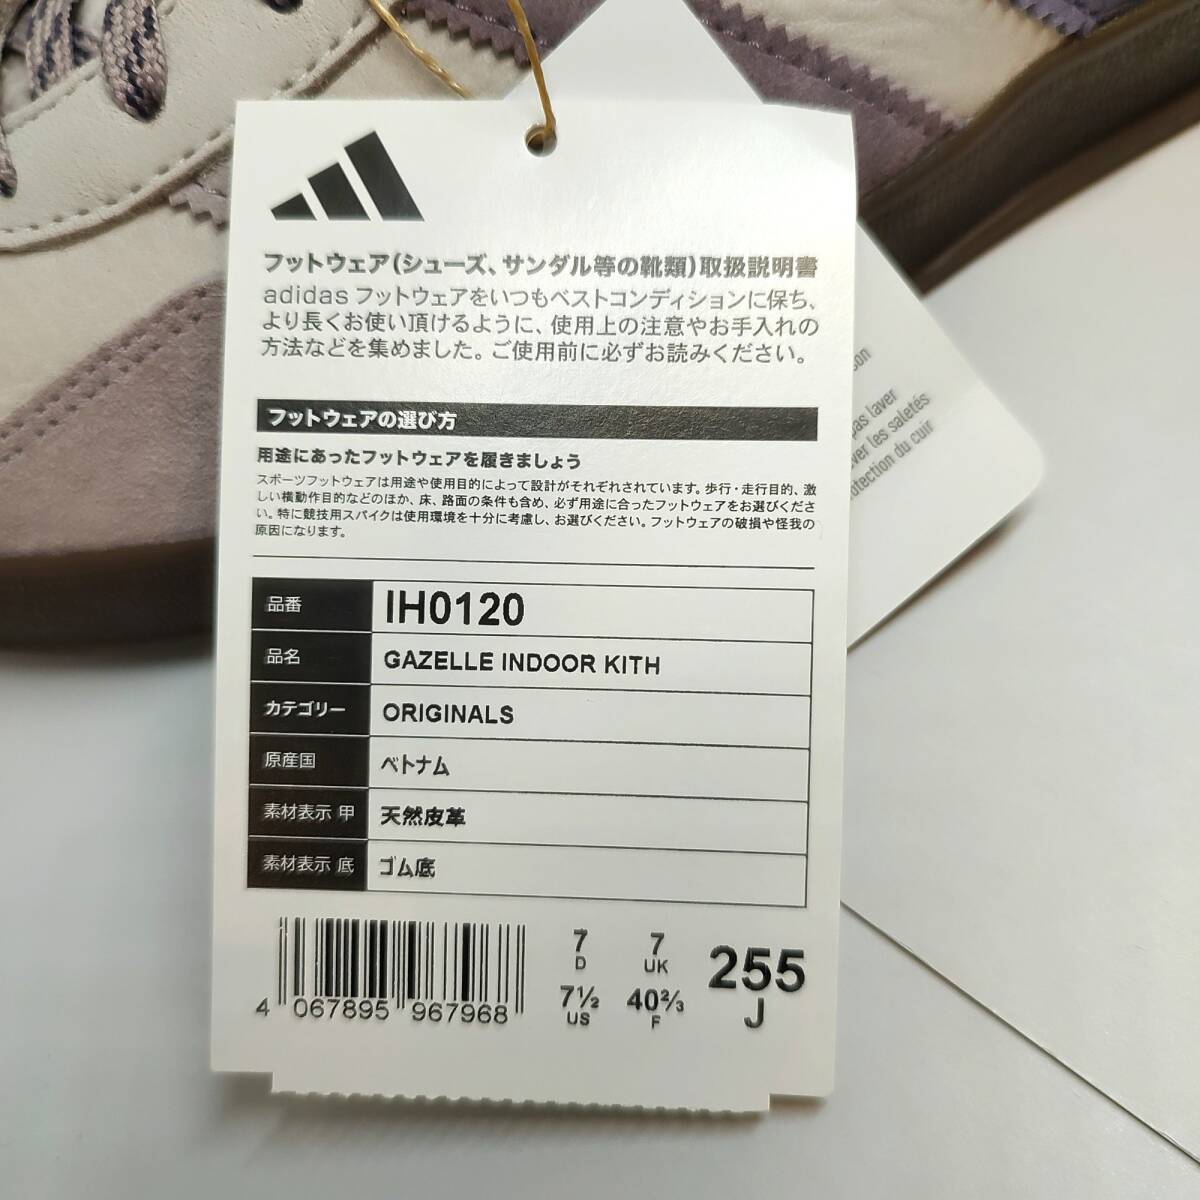 フットウェア(シューズ、サンダル等の靴類)取扱説明書
adidas フットウェアをいつもベストコンディションに保ち、
より長くお使い頂けるように、使用上の注意やお手入れの
方法などを集めました。ご使用前に必ずお読みください。
フットウェアの選び方
用途にあったフットウェアを履きましょう
スポーツフットウェアは用途や使用目的によって設計がそれぞれされています。歩行・走行目的、激
しい横動作目的などのほか、床、路面の条件も含め、必ず用途に合ったフットウェアをお選びくださ
い。特に競技用スパイクは使用環境を十分に考慮し、お選びください。フットウェアの破損や怪我の
原因になります。
品番 IH0120
品名 GAZELLE INDOOR KITH
カテゴリー ORIGINALS
原産国 ベトナム
素材表示 甲 天然皮革
素材表示 底 ゴム底
4 067895 967968
7 D 7 UK
7½ US 40⅔ F
255 J
pas laver
ver les saletés
otection du cuir